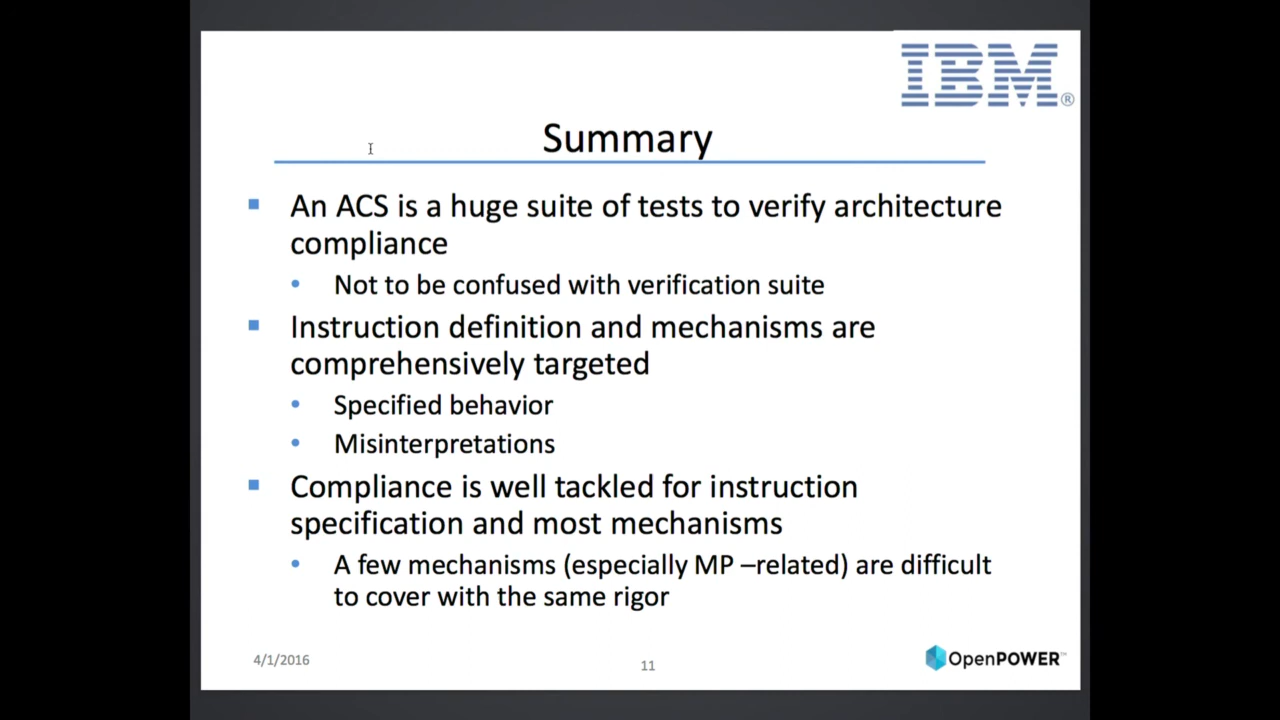 IBM®
Summary
An ACS is a huge suite of tests to verify architecture
compliance
Not to be confused with verification suite
Instruction definition and mechanisms are
comprehensively targeted
Specified behavior
Misinterpretations
Compliance is well tackled for instruction
specification and most mechanisms
A few mechanisms (especially MP –related) are difficult
to cover with the same rigor
4/1/2016
11
OpenPOWER™